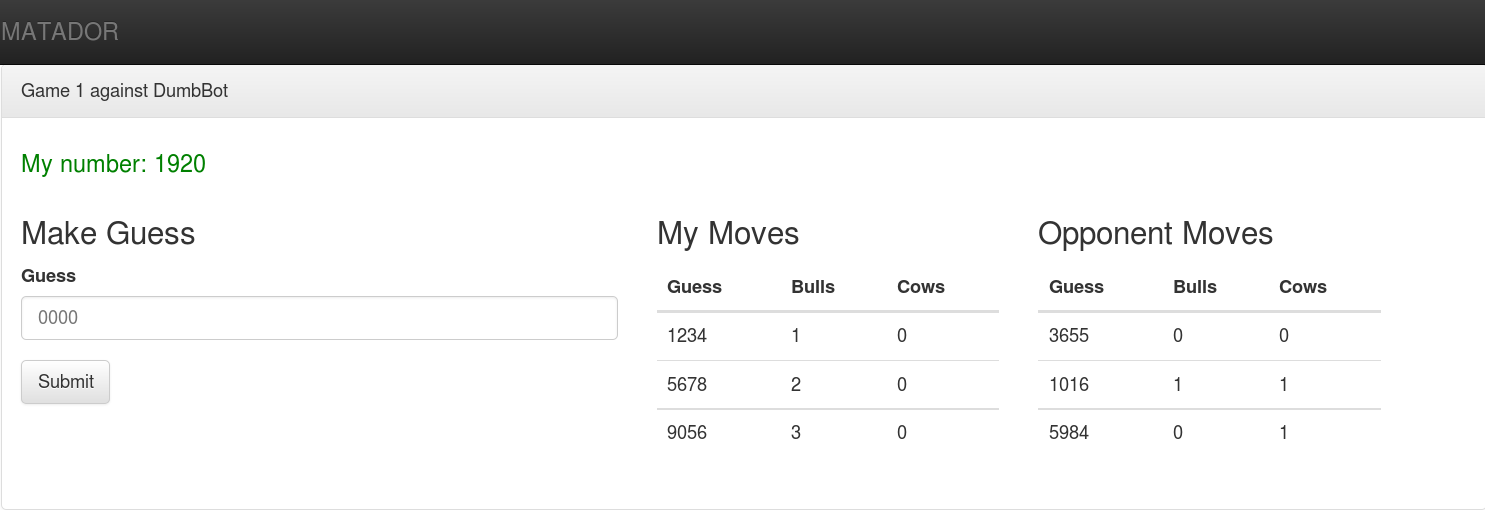 MATADOR
Game 1 against DumbBot
My number: 1920
Make Guess
Guess
0000
Submit
My Moves
Guess Bulls Cows
1234 1 0
5678 2 0
9056 3 0
Opponent Moves
Guess Bulls Cows
3655 0 0
1016 1 1
5984 0 1